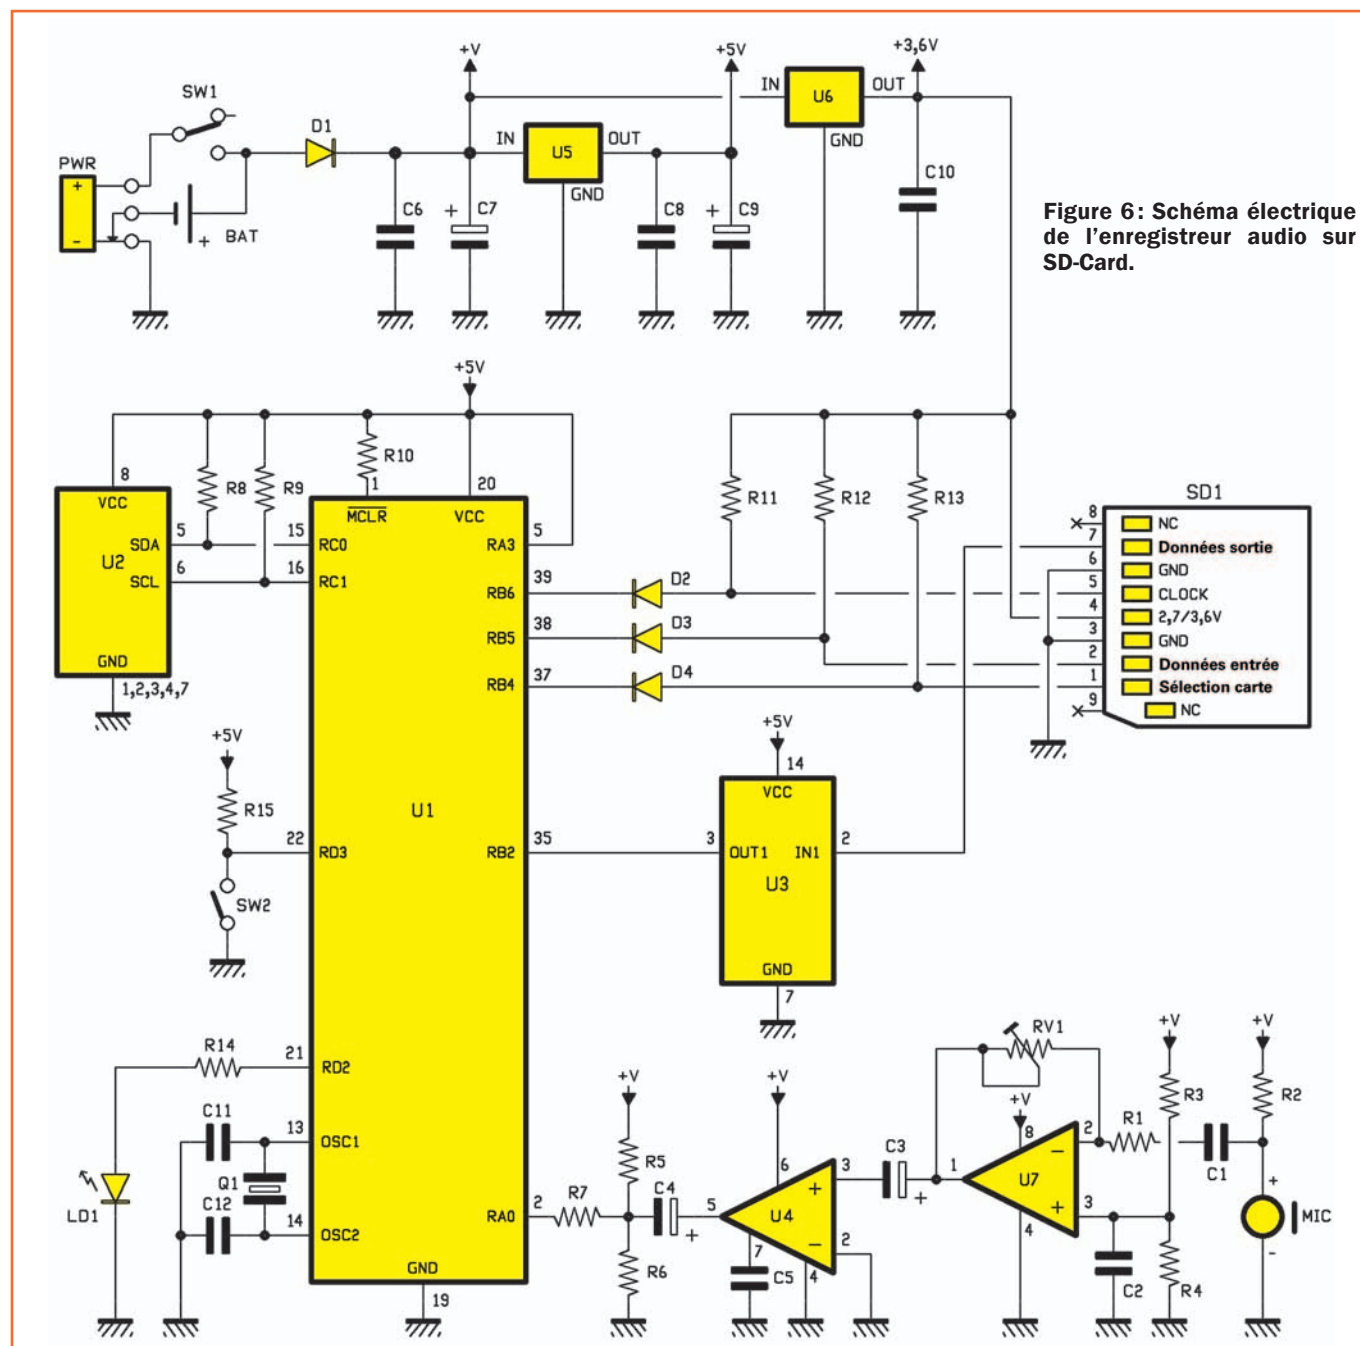 +V
+5V
+3,6V
SW1
D1
IN
U5
OUT
GND
IN
U6
OUT
GND
PWR
+
-
+
BAT
C6
+
C7
C8
+
C9
C10
Figure 6: Schéma électrique
de l'enregistreur audio sur
SD-Card.
+5V
8
VCC
U2
SDA
5
SCL
6
GND
1,2,3,4,7
R8
R9
R10
1
MCLR
20
VCC
15
RC0
16
RC1
5
RA3
39
RB6
38
RB5
37
RB4
D2
D3
D4
R11
R12
R13
SD1
8
NC
7
Données sortie
6
GND
5
CLOCK
4
2,7/3,6V
3
GND
2
Données entrée
1
Sélection carte
9
NC
+5V
R15
22
RD3
SW2
U1
35
RB2
+5V
14
VCC
3
OUT1
IN1
2
U3
GND
7
R14
21
RD2
LD1
C11
13
OSC1
Q1
C12
14
OSC2
GND
19
2
RA0
R7
+V
R5
R6
C4
+
+V
5
6
U4
+
3
-
2
7
4
C5
C3
+
RV1
+V
8
1
U7
-
2
+
3
4
R1
C2
+V
R3
R4
C1
+V
R2
+
MIC
-